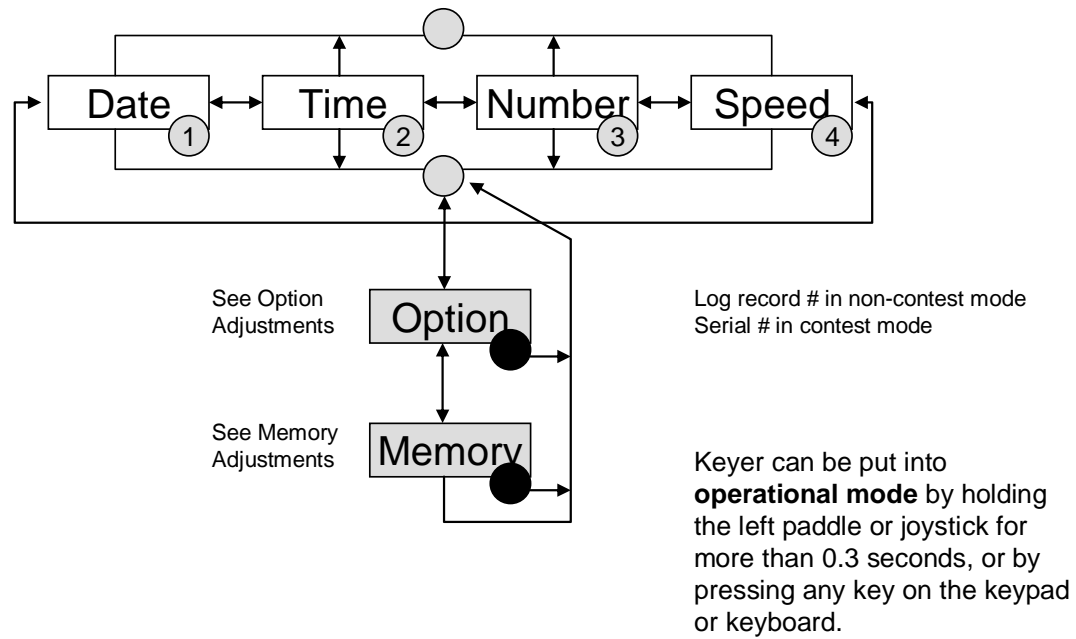 Date Time Number Speed
1 2 3 4
See Option
Adjustments
Option
Log record # in non-contest mode
Serial # in contest mode
See Memory
Adjustments
Memory
Keyer can be put into
operational mode by holding
the left paddle or joystick for
more than 0.3 seconds, or by
pressing any key on the keypad
or keyboard.